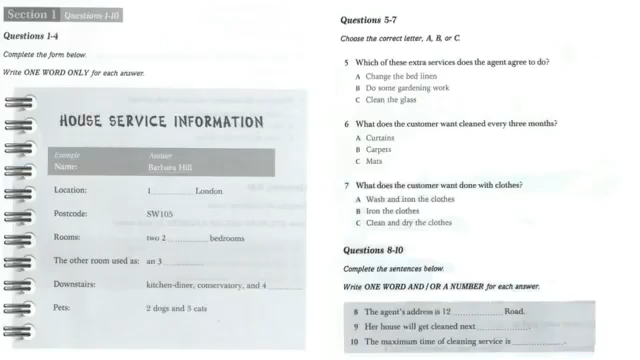 Section 1 Questions 1-10
Questions 1-4
Complete the form below.
Write ONE WORD ONLY for each answer.
HOUSE SERVICE INFORMATION
Example Answer
Name: Barbara Hill
Location: 1 ............ London
Postcode: SW105
Rooms: two 2 ............ bedrooms
The other room used as: an 3 ............
Downstairs: kitchen-diner, conservatory, and 4 ............
Pets: 2 dogs and 3 cats
Questions 5-7
Choose the correct letter, A, B, or C.
5 Which of these extra services does the agent agree to do?
A Change the bed linen
B Do some gardening work
C Clean the glass
6 What does the customer want cleaned every three months?
A Curtains
B Carpets
C Mats
7 What does the customer want done with clothes?
A Wash and iron the clothes
B Iron the clothes
C Clean and dry the clothes
Questions 8-10
Complete the sentences below.
Write ONE WORD AND/OR A NUMBER for each answer.
8 The agent's address is 12 ............ Road.
9 Her house will get cleaned next ............ .
10 The maximum time of cleaning service is ............ .